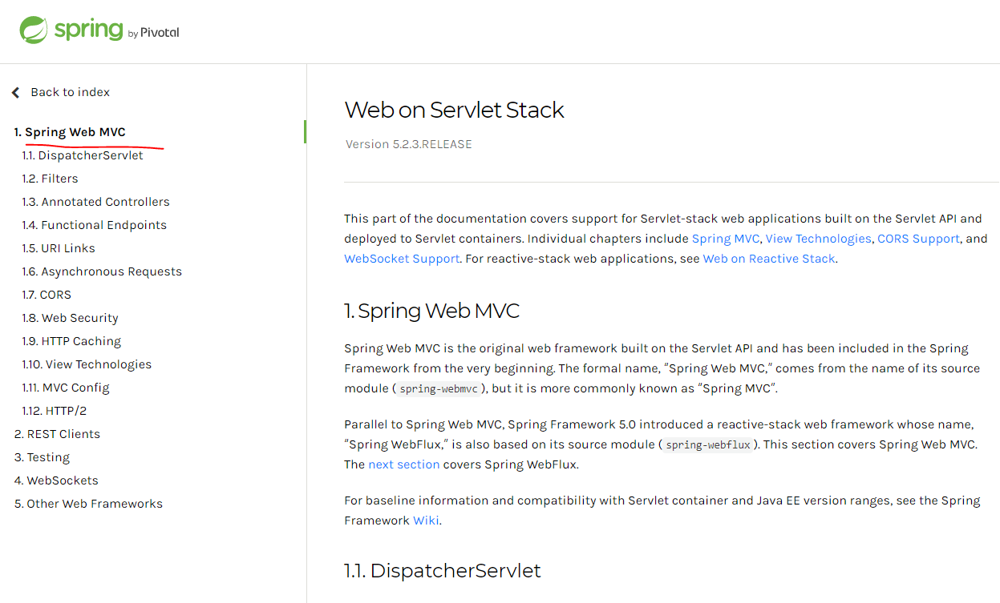 spring by Pivotal
Back to index
1. Spring Web MVC
1.1. DispatcherServlet
1.2. Filters
1.3. Annotated Controllers
1.4. Functional Endpoints
1.5. URI Links
1.6. Asynchronous Requests
1.7. CORS
1.8. Web Security
1.9. HTTP Caching
1.10. View Technologies
1.11. MVC Config
1.12. HTTP/2
2. REST Clients
3. Testing
4. WebSockets
5. Other Web Frameworks
Web on Servlet Stack
Version 5.2.3.RELEASE
This part of the documentation covers support for Servlet-stack web applications built on the Servlet API and
deployed to Servlet containers. Individual chapters include Spring MVC, View Technologies, CORS Support, and
WebSocket Support. For reactive-stack web applications, see Web on Reactive Stack.
1. Spring Web MVC
Spring Web MVC is the original web framework built on the Servlet API and has been included in the Spring
Framework from the very beginning. The formal name, “Spring Web MVC,” comes from the name of its source
module ( spring-webmvc ), but it is more commonly known as “Spring MVC”.
Parallel to Spring Web MVC, Spring Framework 5.0 introduced a reactive-stack web framework whose name,
“Spring WebFlux,” is also based on its source module ( spring-webflux ). This section covers Spring Web MVC.
The next section covers Spring WebFlux.
For baseline information and compatibility with Servlet container and Java EE version ranges, see the Spring
Framework Wiki.
1.1. DispatcherServlet